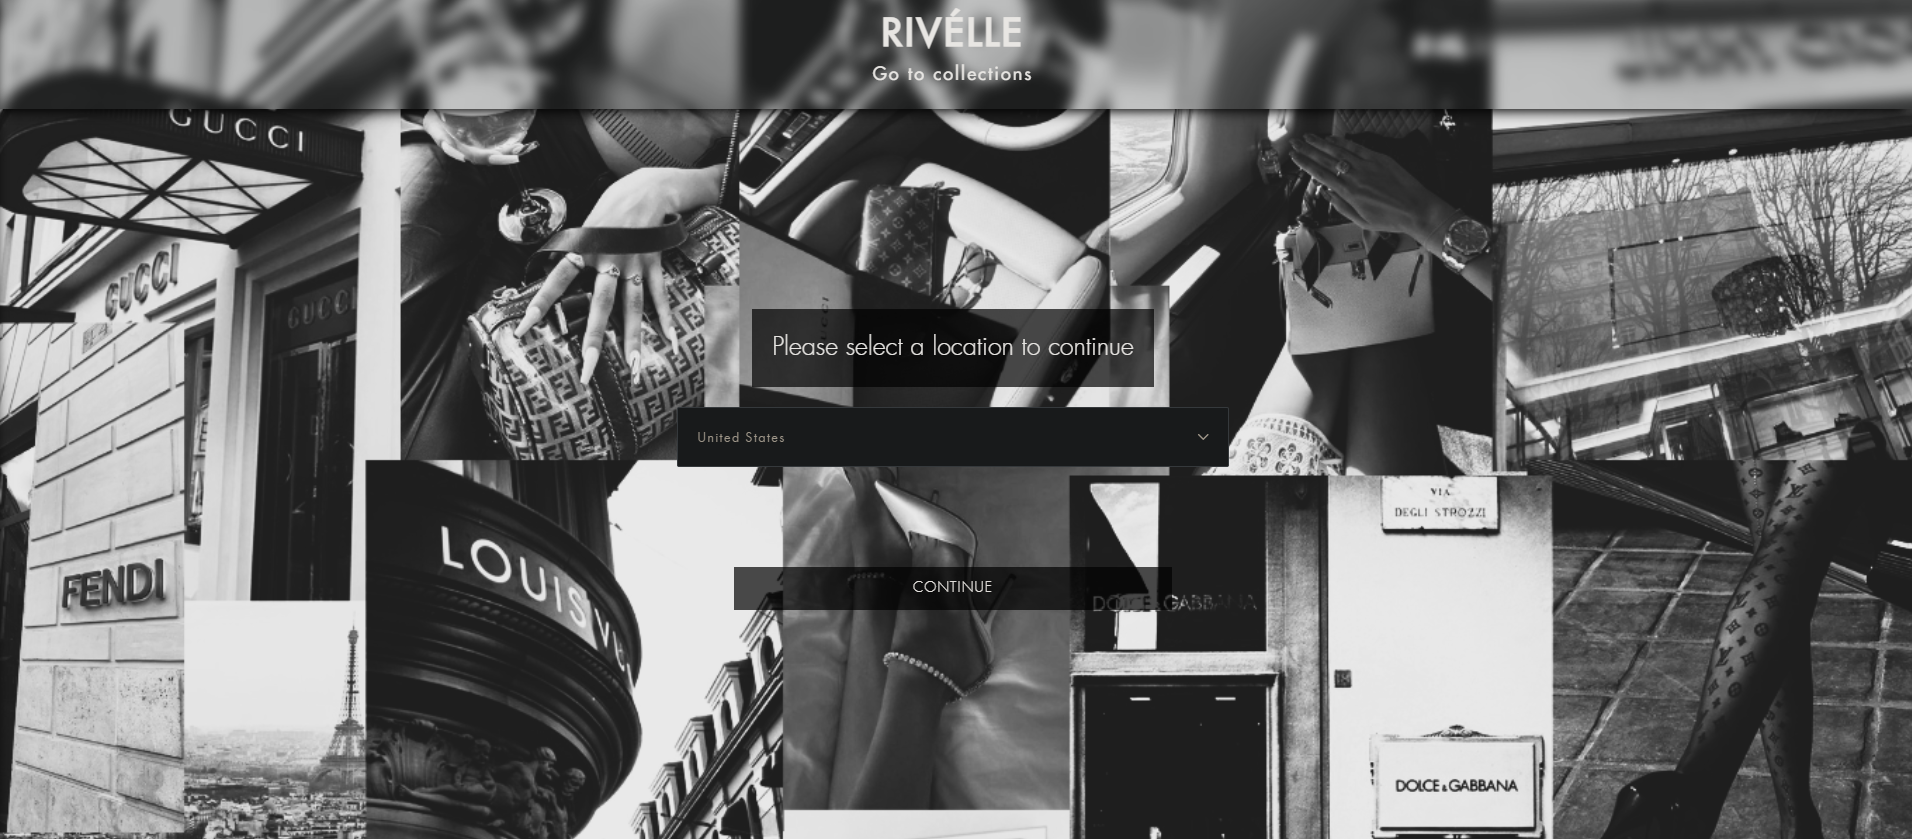 RIVÉLLE
Go to collections
GUCCI
GUCCI
GUCCI
Please select a location to continue
United States
LOUIS
VIA
DEGLI STROZZI
FENDI
CONTINUE
DOLCE & GABBANA
DOLCE & GABBANA